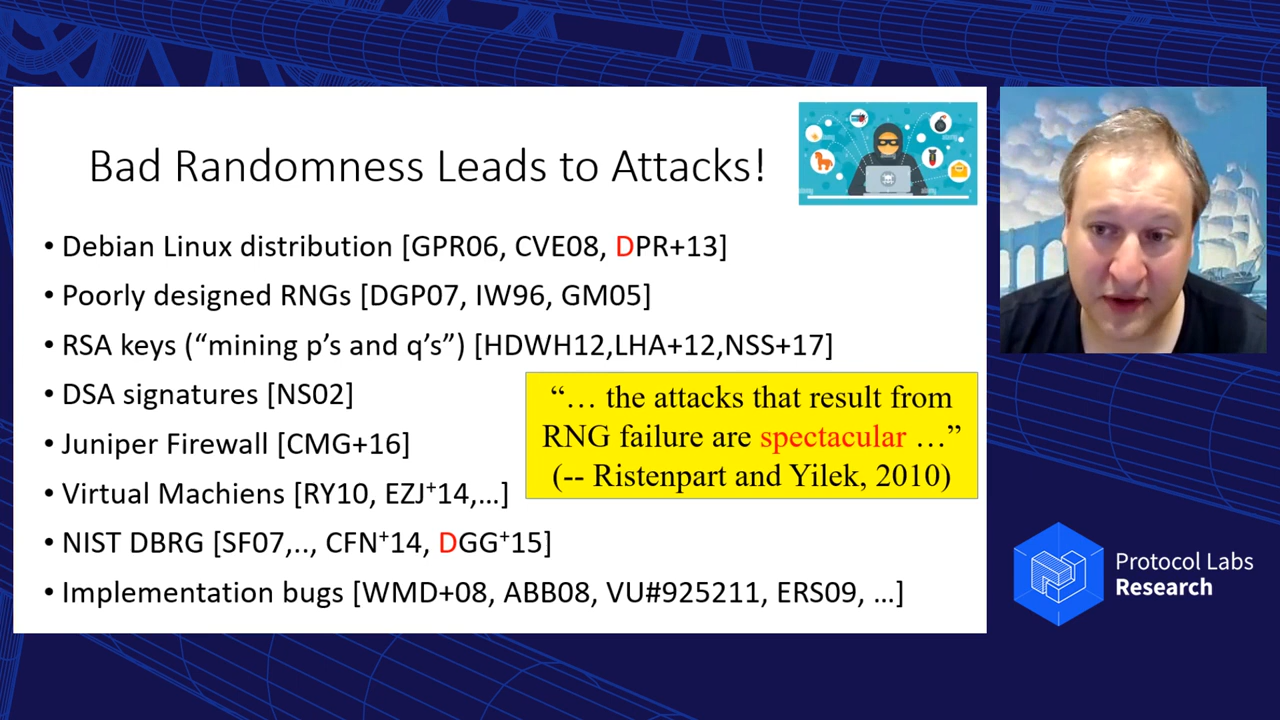 Bad Randomness Leads to Attacks!
• Debian Linux distribution [GPR06, CVE08, DPR+13]
• Poorly designed RNGs [DGP07, IW96, GM05]
• RSA keys (“mining p’s and q’s”) [HDWH12,LHA+12,NSS+17]
• DSA signatures [NS02]
• Juniper Firewall [CMG+16]
• Virtual Machiens [RY10, EZJ⁺14,…]
• NIST DBRG [SF07,.., CFN⁺14, DGG⁺15]
• Implementation bugs [WMD+08, ABB08, VU#925211, ERS09, …]
“… the attacks that result from
RNG failure are spectacular …”
(-- Ristenpart and Yilek, 2010)
Protocol Labs
Research